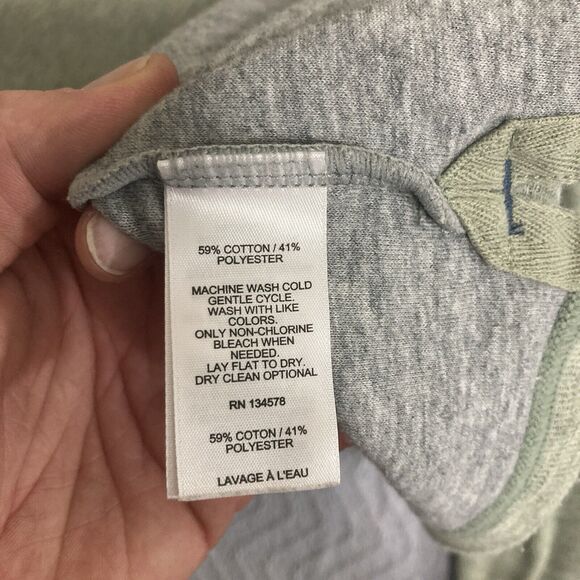 59% COTTON / 41%
POLYESTER
MACHINE WASH COLD
GENTLE CYCLE.
WASH WITH LIKE
COLORS.
ONLY NON-CHLORINE
BLEACH WHEN
NEEDED.
LAY FLAT TO DRY.
DRY CLEAN OPTIONAL
RN 134578
59% COTON / 41%
POLYESTER
LAVAGE À L'EAU